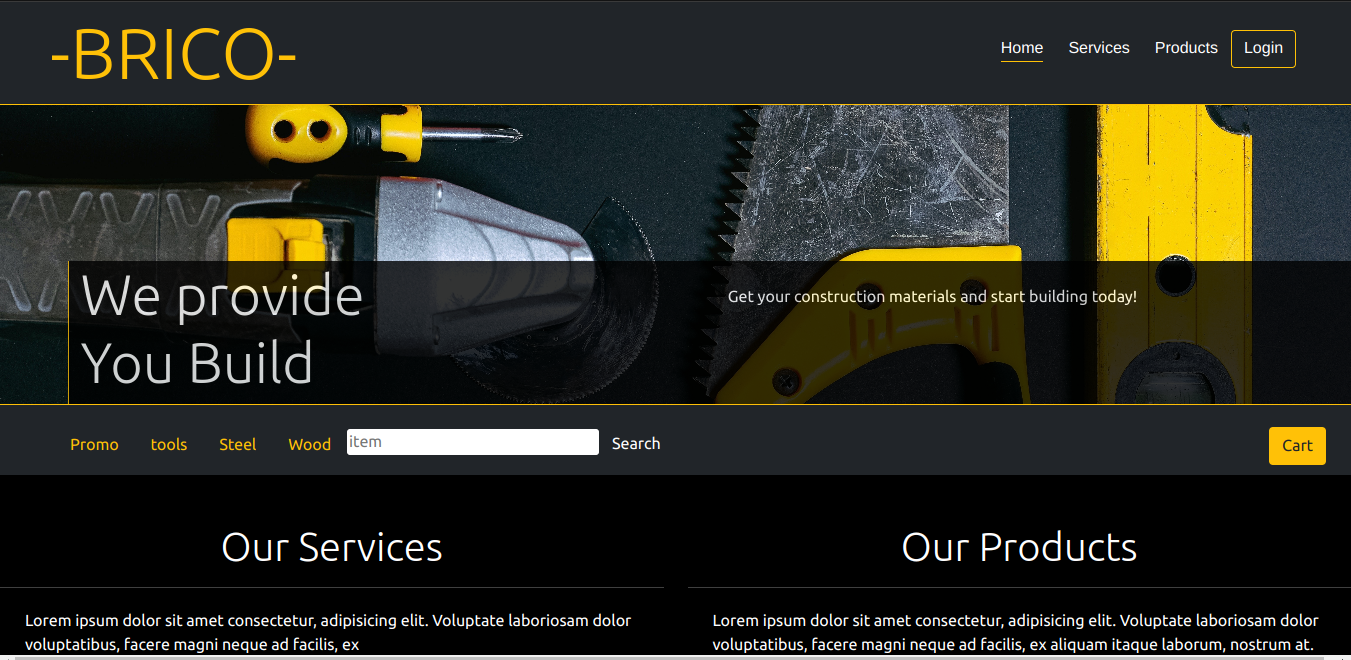 -BRICO-
Home Services Products Login
We provide
You Build
Get your construction materials and start building today!
Promo tools Steel Wood item Search Cart
Our Services
Lorem ipsum dolor sit amet consectetur, adipisicing elit. Voluptate laboriosam dolor
voluptatibus, facere magni neque ad facilis, ex
Our Products
Lorem ipsum dolor sit amet consectetur, adipisicing elit. Voluptate laboriosam dolor
voluptatibus, facere magni neque ad facilis, ex aliquam itaque laborum, nostrum at.